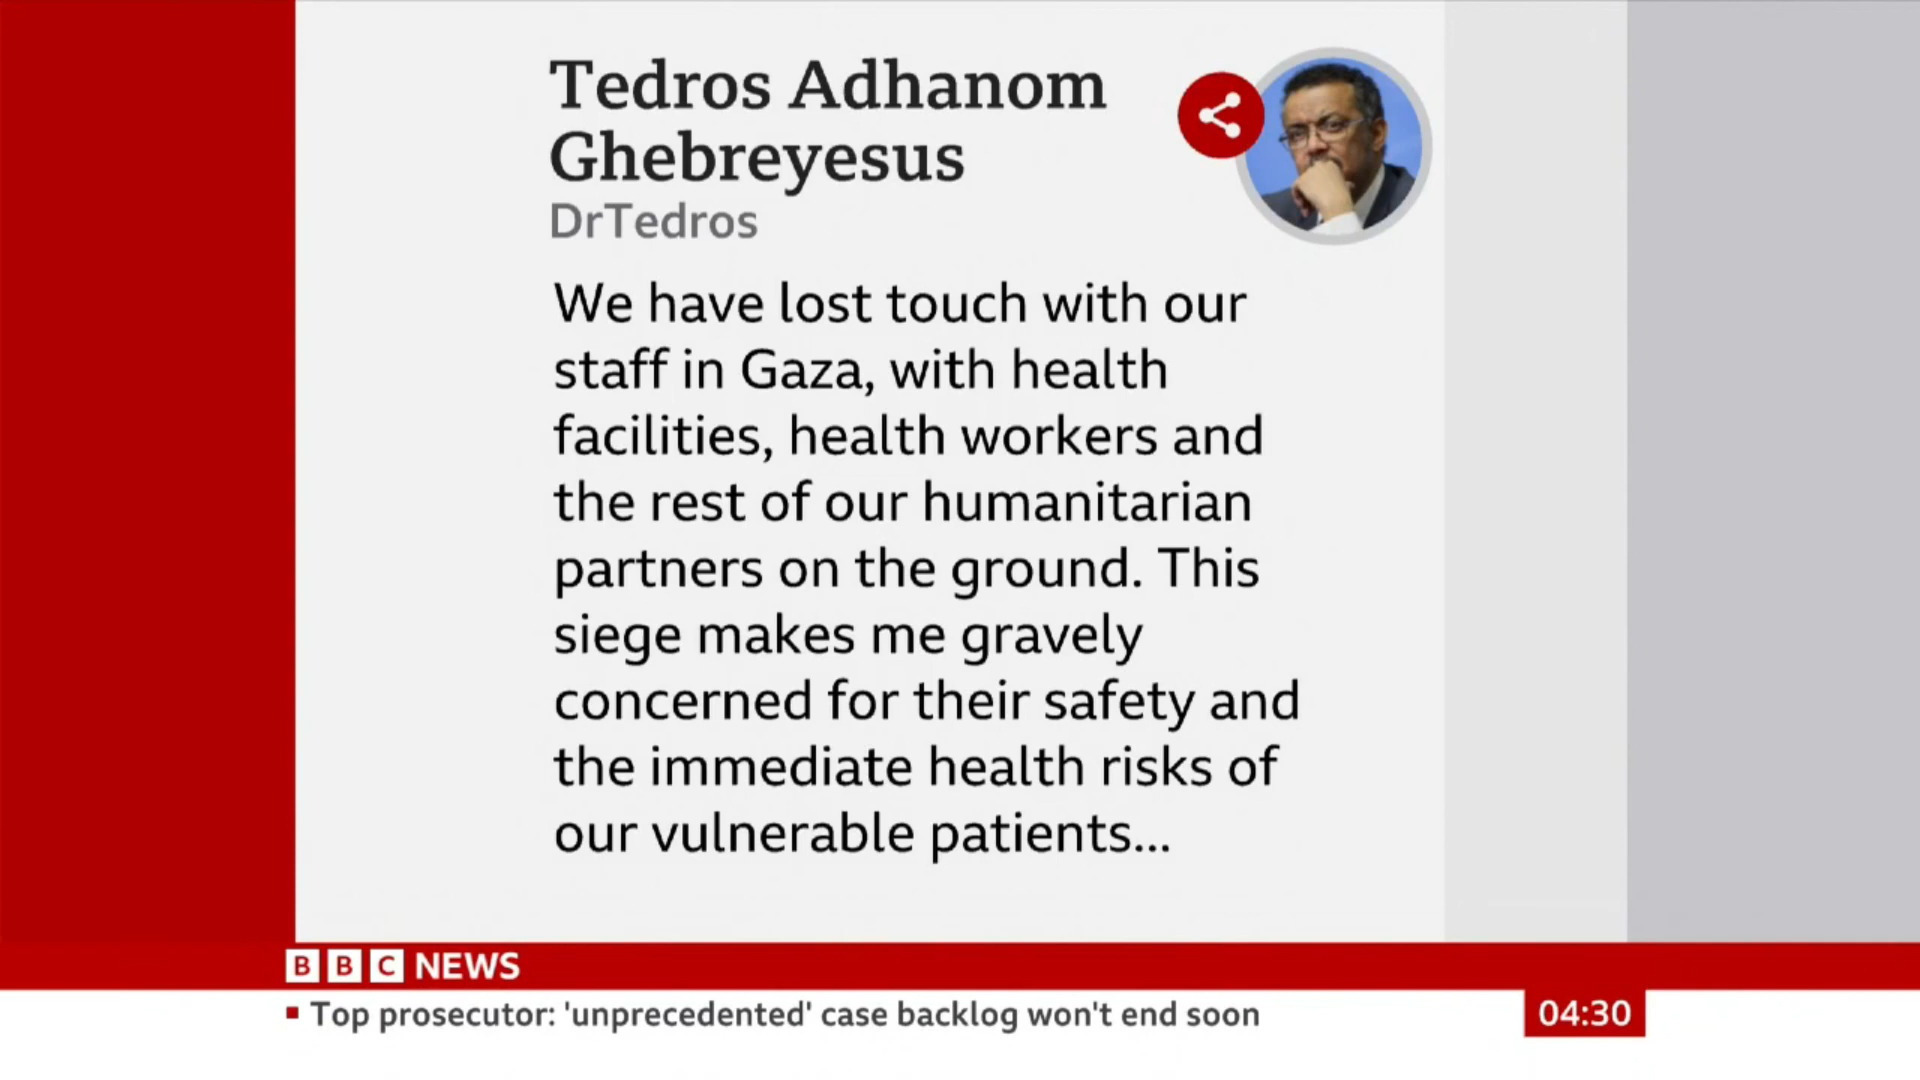 Tedros Adhanom
Ghebreyesus
DrTedros
We have lost touch with our
staff in Gaza, with health
facilities, health workers and
the rest of our humanitarian
partners on the ground. This
siege makes me gravely
concerned for their safety and
the immediate health risks of
our vulnerable patients...
BBC NEWS
Top prosecutor: 'unprecedented' case backlog won't end soon
04:30